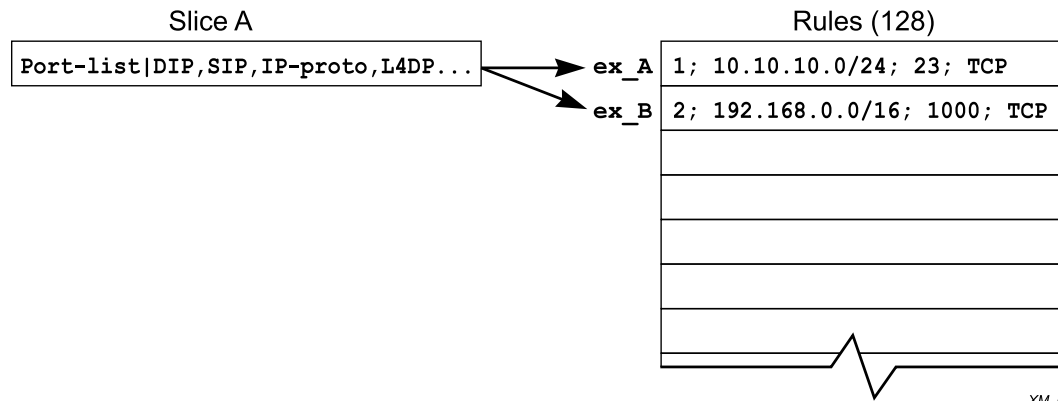 Slice A
Rules (128)
Port-list|DIP,SIP,IP-proto,L4DP...
ex_A 1; 10.10.10.0/24; 23; TCP
ex_B 2; 192.168.0.0/16; 1000; TCP